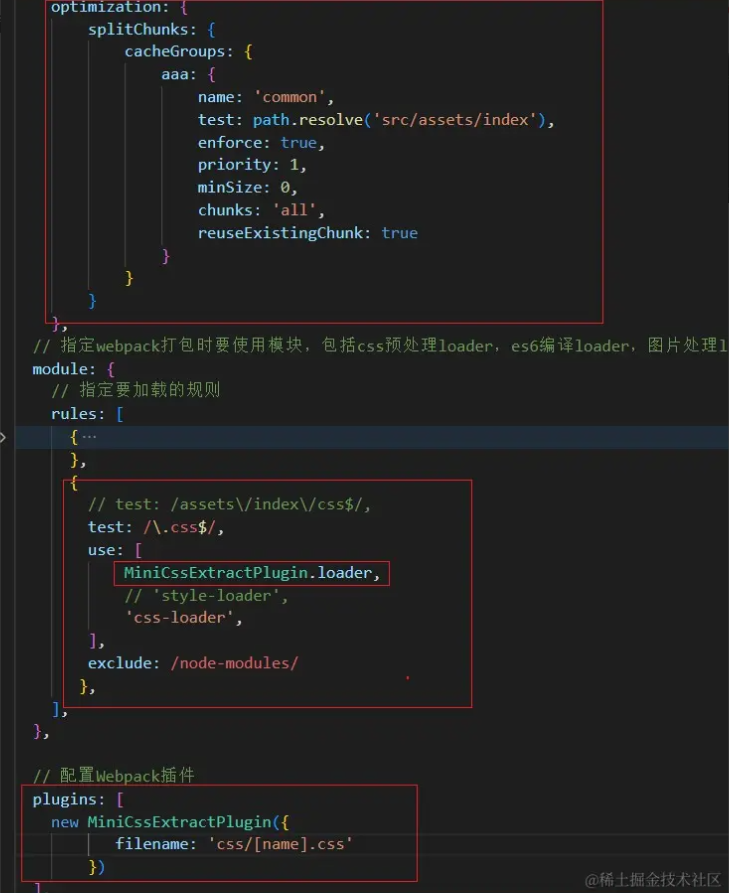 optimization: {
splitChunks: {
cacheGroups: {
aaa: {
name: 'common',
test: path.resolve('src/assets/index'),
enforce: true,
priority: 1,
minSize: 0,
chunks: 'all',
reuseExistingChunk: true
}
}
}
},
// 指定webpack打包时要使用模块，包括css预处理loader，es6编译loader，图片处理l
module: {
// 指定要加载的规则
rules: [
{ ···
},
{
// test: /assets\/index\/css$/,
test: /\.css$/,
use: [
MiniCssExtractPlugin.loader,
// 'style-loader',
'css-loader',
],
exclude: /node-modules/
},
],
},
// 配置Webpack插件
plugins: [
new MiniCssExtractPlugin({
filename: 'css/[name].css'
})
]
@稀土掘金技术社区